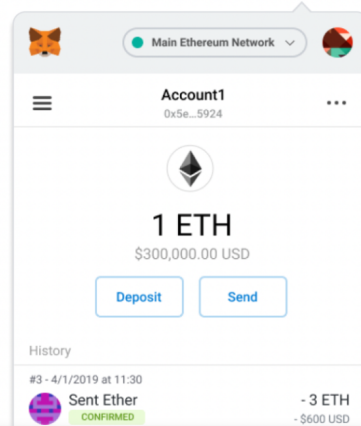 Main Ethereum Network
Account1
0x5e...5924
1 ETH
$300,000.00 USD
Deposit
Send
History
#3 - 4/1/2019 at 11:30
Sent Ether
- 3 ETH
CONFIRMED
- $600 USD